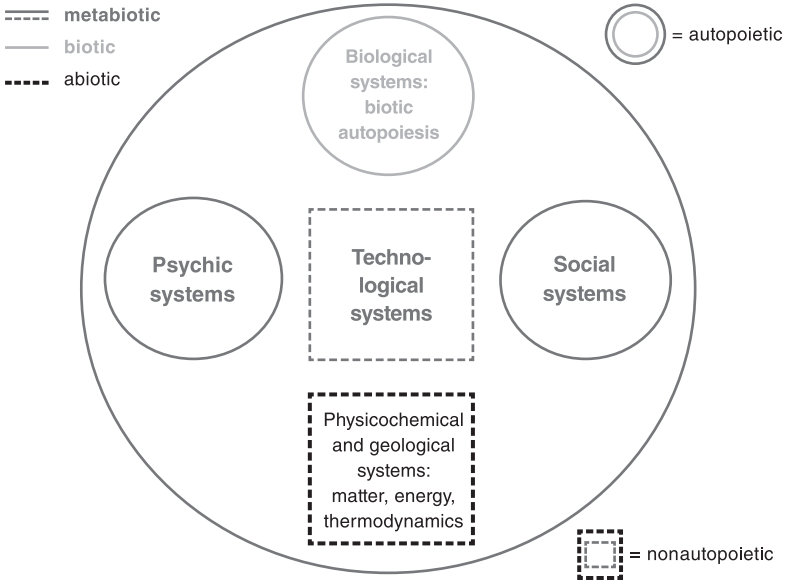 metabiotic
biotic
abiotic
= autopoietic
Biological
systems:
biotic
autopoiesis
Psychic
systems
Techno-
logical
systems
Social
systems
Physicochemical
and geological
systems:
matter, energy,
thermodynamics
= nonautopoietic